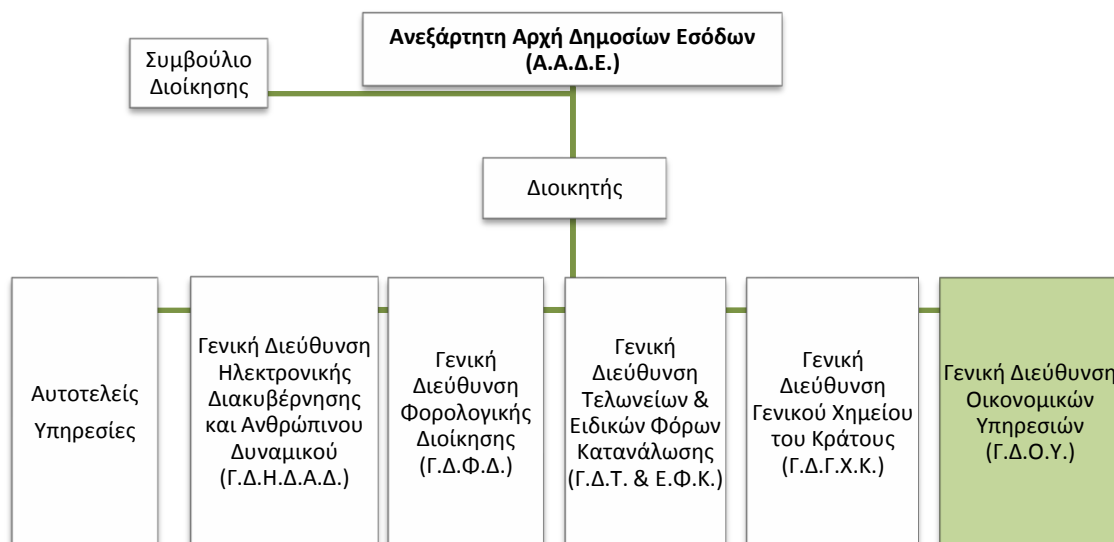 Ανεξάρτητη Αρχή Δημοσίων Εσόδων
(Α.Α.Δ.Ε.)
Συμβούλιο
Διοίκησης
Διοικητής
Αυτοτελείς
Υπηρεσίες
Γενική Διεύθυνση
Ηλεκτρονικής
Διακυβέρνησης
και Ανθρώπινου
Δυναμικού
(Γ.Δ.Η.Δ.Α.Δ.)
Γενική
Διεύθυνση
Φορολογικής
Διοίκησης
(Γ.Δ.Φ.Δ.)
Γενική
Διεύθυνση
Τελωνείων &
Ειδικών Φόρων
Κατανάλωσης
(Γ.Δ.Τ. & Ε.Φ.Κ.)
Γενική
Διεύθυνση
Γενικού Χημείου
του Κράτους
(Γ.Δ.Γ.Χ.Κ.)
Γενική Διεύθυνση
Οικονομικών
Υπηρεσιών
(Γ.Δ.Ο.Υ.)